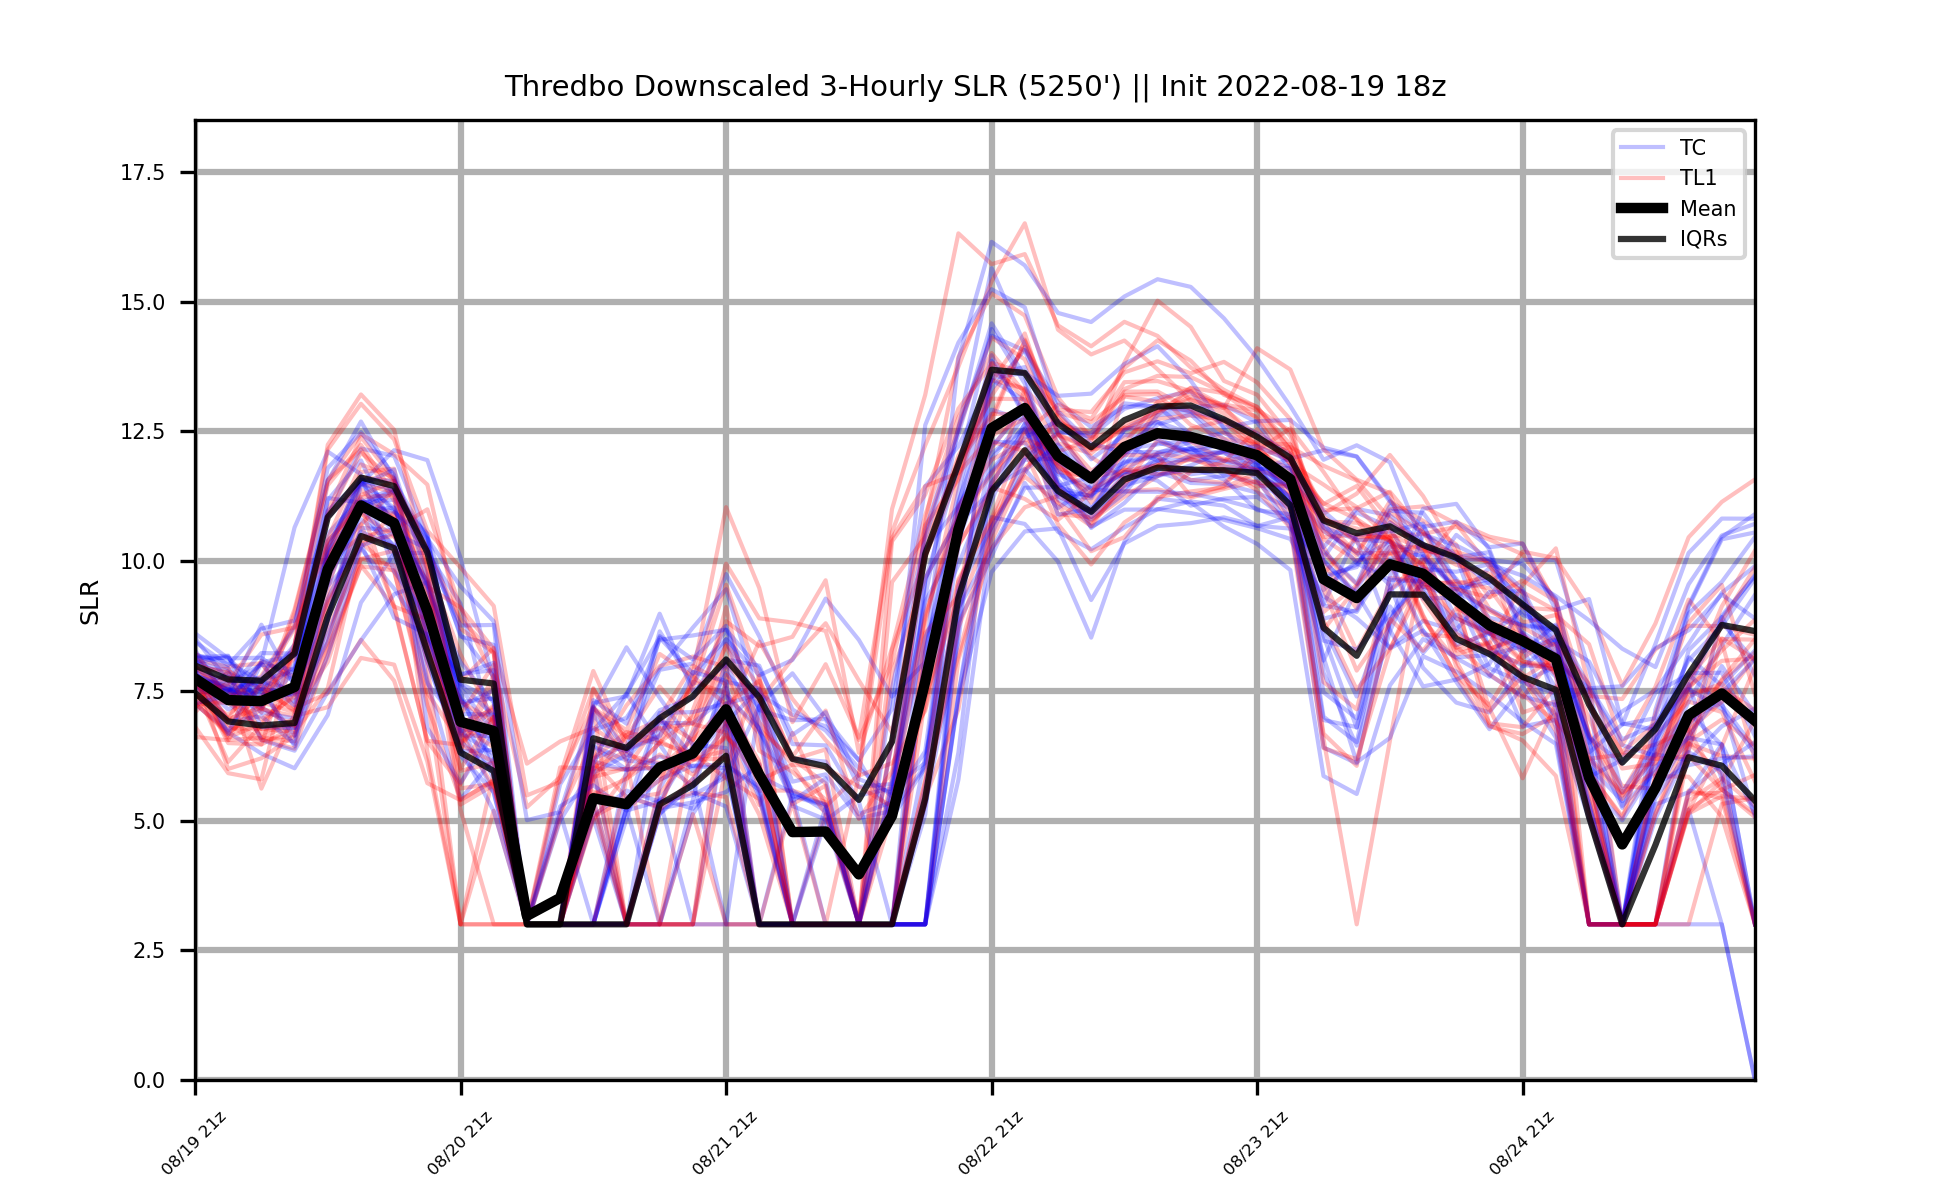 Thredbo Downscaled 3-Hourly SLR (5250') || Init 2022-08-19 18z
TC
TL1
Mean
IQRs
17.5
15.0
12.5
10.0
7.5
5.0
2.5
0.0
SLR
08/19 21z
08/20 21z
08/21 21z
08/22 21z
08/23 21z
08/24 21z